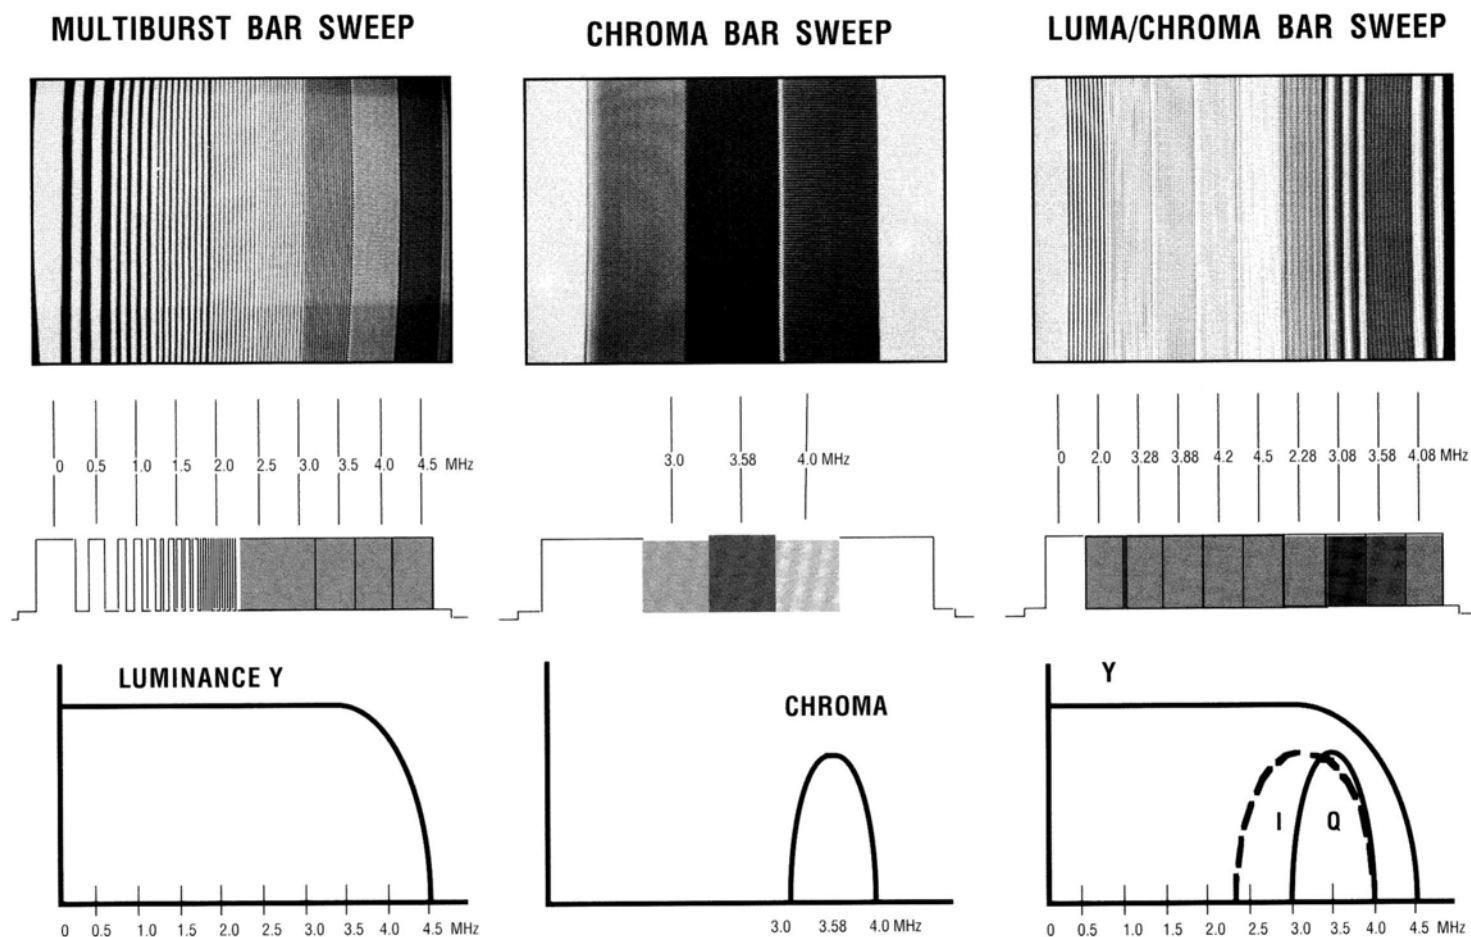 MULTIBURST BAR SWEEP
CHROMA BAR SWEEP
LUMA/CHROMA BAR SWEEP
0 0.5 1.0 1.5 2.0 2.5 3.0 3.5 4.0 4.5 MHz
3.0 3.58 4.0 MHz
0 2.0 3.28 3.88 4.2 4.5 2.28 3.08 3.58 4.08 MHz
LUMINANCE Y
0 0.5 1.0 1.5 2.0 2.5 3.0 3.5 4.0 4.5 MHz
CHROMA
3.0 3.58 4.0 MHz
Y
I Q
0 0.5 1.0 1.5 2.0 2.5 3.0 3.5 4.0 4.5 MHz